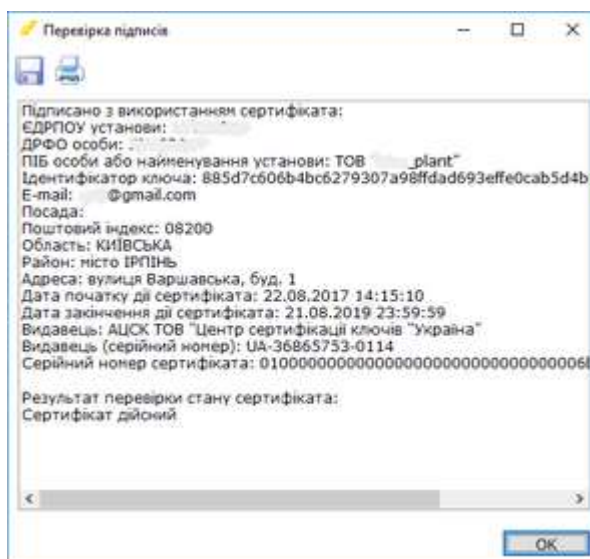 Перевірка підписів
Підписано з використанням сертифіката:
ЄДРПОУ установи:
ДРФО особи:
ПІБ особи або найменування установи: ТОВ _plant"
Ідентифікатор ключа: 885d7c606b4bc6279307a98ffdad693effe0cab5d4b
E-mail: @gmail.com
Посада:
Поштовий індекс: 08200
Область: КИЇВСЬКА
Район: місто ІРПІНЬ
Адреса: вулиця Варшавська, буд. 1
Дата початку дії сертифіката: 22.08.2017 14:15:10
Дата закінчення дії сертифіката: 21.08.2019 23:59:59
Видавець: АЦСК ТОВ "Центр сертифікації ключів "Україна"
Видавець (серійний номер): UA-36865753-0114
Серійний номер сертифіката:
Результат перевірки стану сертифіката:
Сертифікат дійсний
OK